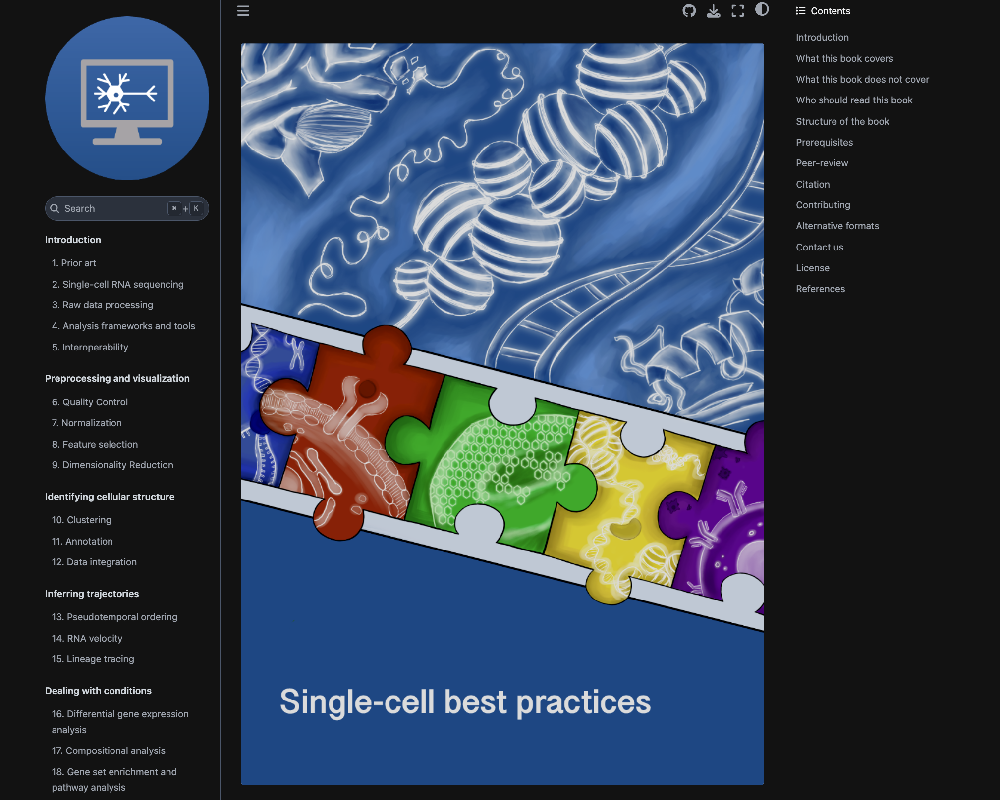 Search
⌘ + K
Introduction
1. Prior art
2. Single-cell RNA sequencing
3. Raw data processing
4. Analysis frameworks and tools
5. Interoperability
Preprocessing and visualization
6. Quality Control
7. Normalization
8. Feature selection
9. Dimensionality Reduction
Identifying cellular structure
10. Clustering
11. Annotation
12. Data integration
Inferring trajectories
13. Pseudotemporal ordering
14. RNA velocity
15. Lineage tracing
Dealing with conditions
16. Differential gene expression
analysis
17. Compositional analysis
18. Gene set enrichment and
pathway analysis
Single-cell best practices
Contents
Introduction
What this book covers
What this book does not cover
Who should read this book
Structure of the book
Prerequisites
Peer-review
Citation
Contributing
Alternative formats
Contact us
License
References